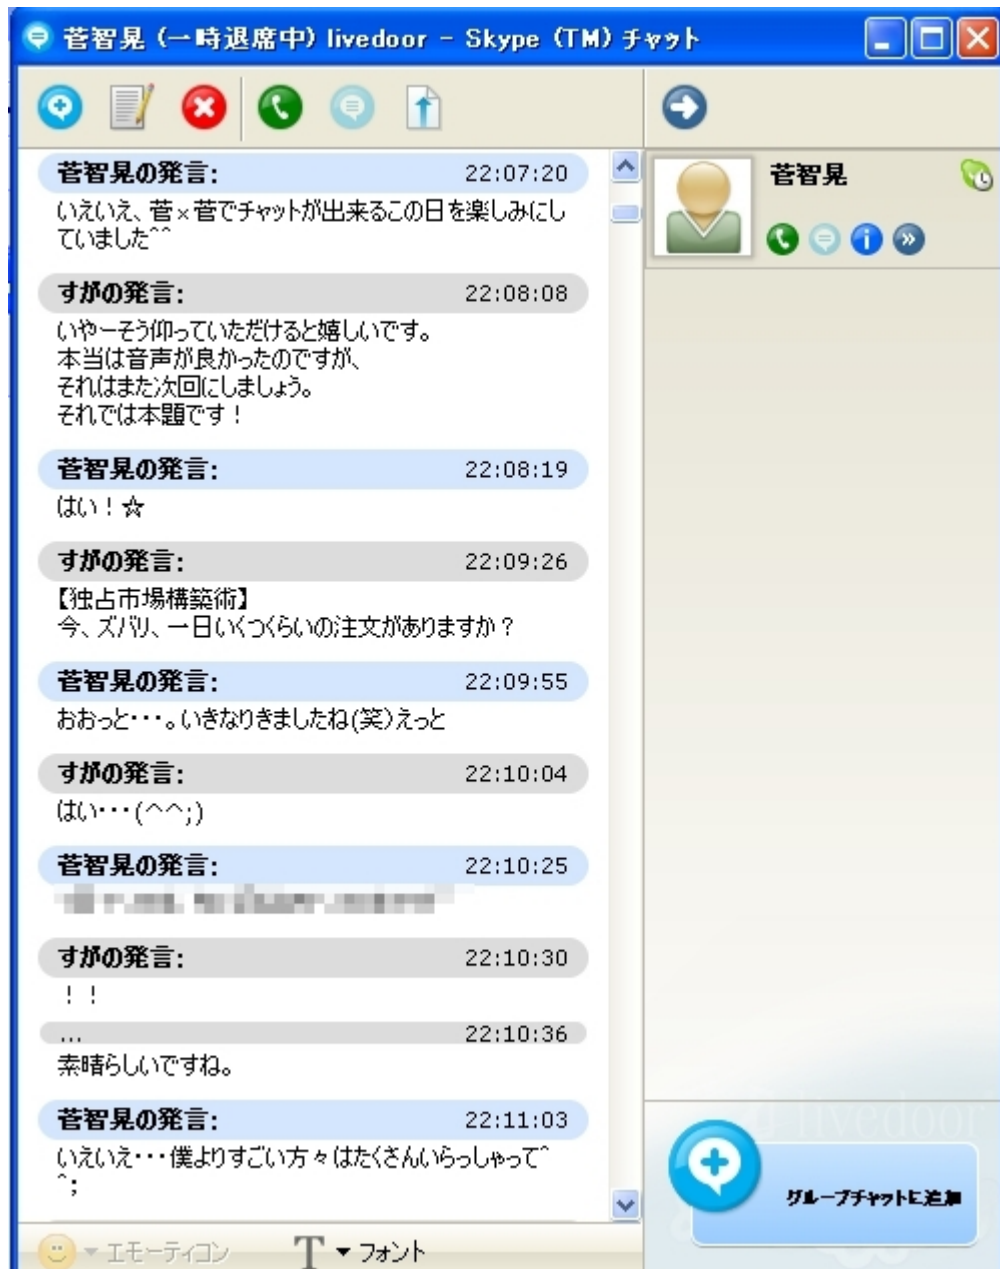 菅智晃 (一時退席中) livedoor - Skype (TM) チャット
菅智晃の発言: 22:07:20
いえいえ、菅×菅でチャットが出来るこの日を楽しみにし
ていました^^
すがの発言: 22:08:08
いやーそう仰っていただけると嬉しいです。
本当は音声が良かったのですが、
それはまた次回にしましょう。
それでは本題です！
菅智晃の発言: 22:08:19
はい！☆
すがの発言: 22:09:26
【独占市場構築術】
今、ズバリ、一日いくつくらいの注文がありますか？
菅智晃の発言: 22:09:55
おおっと・・・。いきなりきましたね(笑)えっと
すがの発言: 22:10:04
はい・・・(^^;)
菅智晃の発言: 22:10:25
すがの発言: 22:10:30
！！
... 22:10:36
素晴らしいですね。
菅智晃の発言: 22:11:03
いえいえ・・・僕よりすごい方々はたくさんいらっしゃって^
^;
エモーティコン
フォント
菅智晃
livedoor
グループチャットに追加